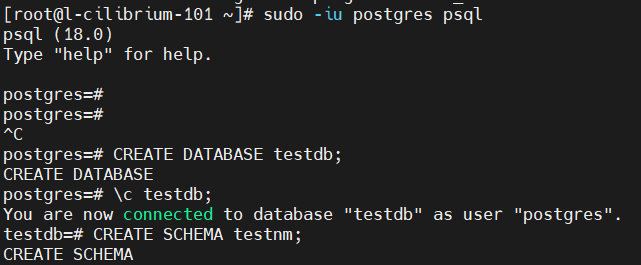 [root@l-cilibrium-101 ~]# sudo -iu postgres psql
psql (18.0)
Type "help" for help.

postgres=#
postgres=#
^C
postgres=# CREATE DATABASE testdb;
CREATE DATABASE
postgres=# \c testdb;
You are now connected to database "testdb" as user "postgres".
testdb=# CREATE SCHEMA testnm;
CREATE SCHEMA